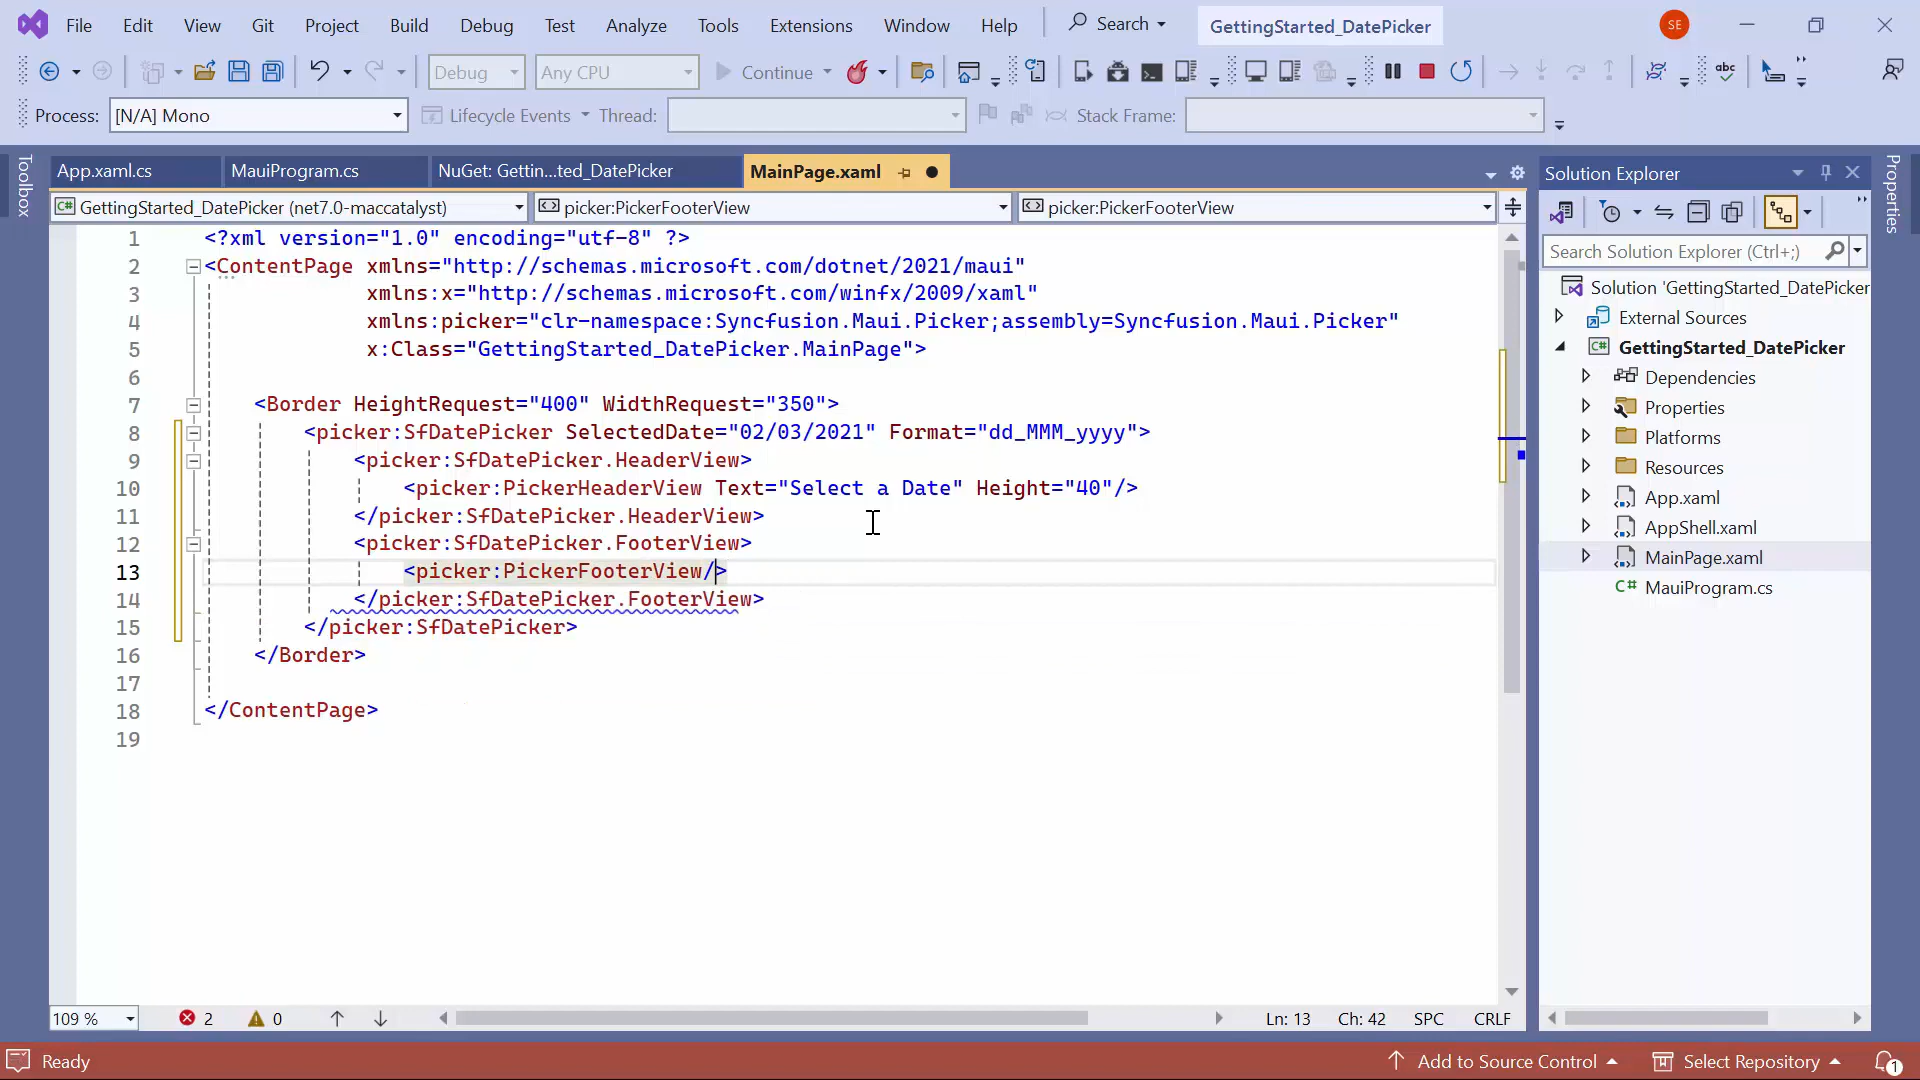 File Edit View Git Project Build Debug Test Analyze Tools Extensions Window Help Search GettingStarted_DatePicker SE
Debug Any CPU Continue abc
Process: [N/A] Mono Lifecycle Events Thread: Stack Frame:
Toolbox
App.xaml.cs MauiProgram.cs NuGet: Gettin...ted_DatePicker MainPage.xaml
C# GettingStarted_DatePicker (net7.0-maccatalyst) picker:PickerFooterView picker:PickerFooterView
1 <?xml version="1.0" encoding="utf-8" ?>
2 <ContentPage xmlns="http://schemas.microsoft.com/dotnet/2021/maui"
3 xmlns:x="http://schemas.microsoft.com/winfx/2009/xaml"
4 xmlns:picker="clr-namespace:Syncfusion.Maui.Picker;assembly=Syncfusion.Maui.Picker"
5 x:Class="GettingStarted_DatePicker.MainPage">
6
7 <Border HeightRequest="400" WidthRequest="350">
8 <picker:SfDatePicker SelectedDate="02/03/2021" Format="dd_MMM_yyyy">
9 <picker:SfDatePicker.HeaderView>
10 <picker:PickerHeaderView Text="Select a Date" Height="40"/>
11 </picker:SfDatePicker.HeaderView>
12 <picker:SfDatePicker.FooterView>
13 <picker:PickerFooterView/>
14 </picker:SfDatePicker.FooterView>
15 </picker:SfDatePicker>
16 </Border>
17
18 </ContentPage>
19
109 % 2 0 Ln: 13 Ch: 42 SPC CRLF
Solution Explorer
Search Solution Explorer (Ctrl+;)
Solution 'GettingStarted_DatePicker
External Sources
C# GettingStarted_DatePicker
Dependencies
Properties
Platforms
Resources
App.xaml
AppShell.xaml
MainPage.xaml
C# MauiProgram.cs
Properties
Ready Add to Source Control Select Repository 1